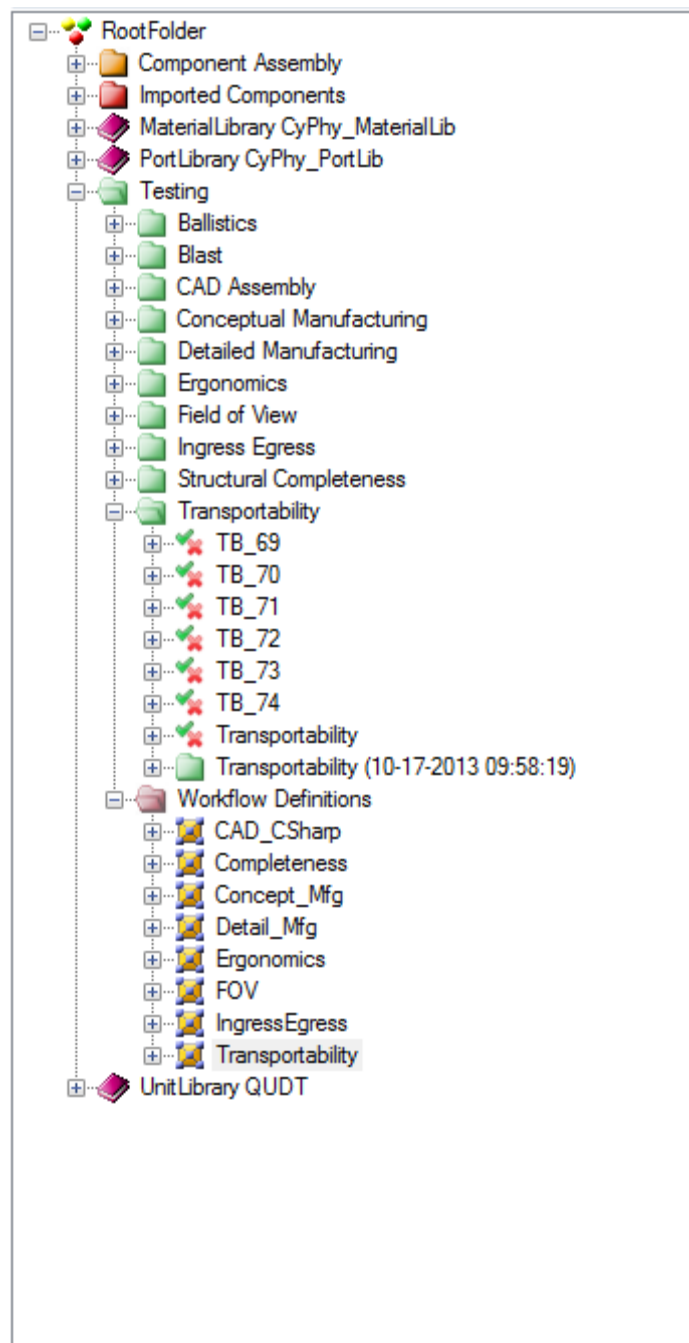 RootFolder
Component Assembly
Imported Components
MaterialLibrary CyPhy_MaterialLib
PortLibrary CyPhy_PortLib
Testing
Ballistics
Blast
CAD Assembly
Conceptual Manufacturing
Detailed Manufacturing
Ergonomics
Field of View
Ingress Egress
Structural Completeness
Transportability
TB_69
TB_70
TB_71
TB_72
TB_73
TB_74
Transportability
Transportability (10-17-2013 09:58:19)
Workflow Definitions
CAD_CSharp
Completeness
Concept_Mfg
Detail_Mfg
Ergonomics
FOV
IngressEgress
Transportability
UnitLibrary QUDT